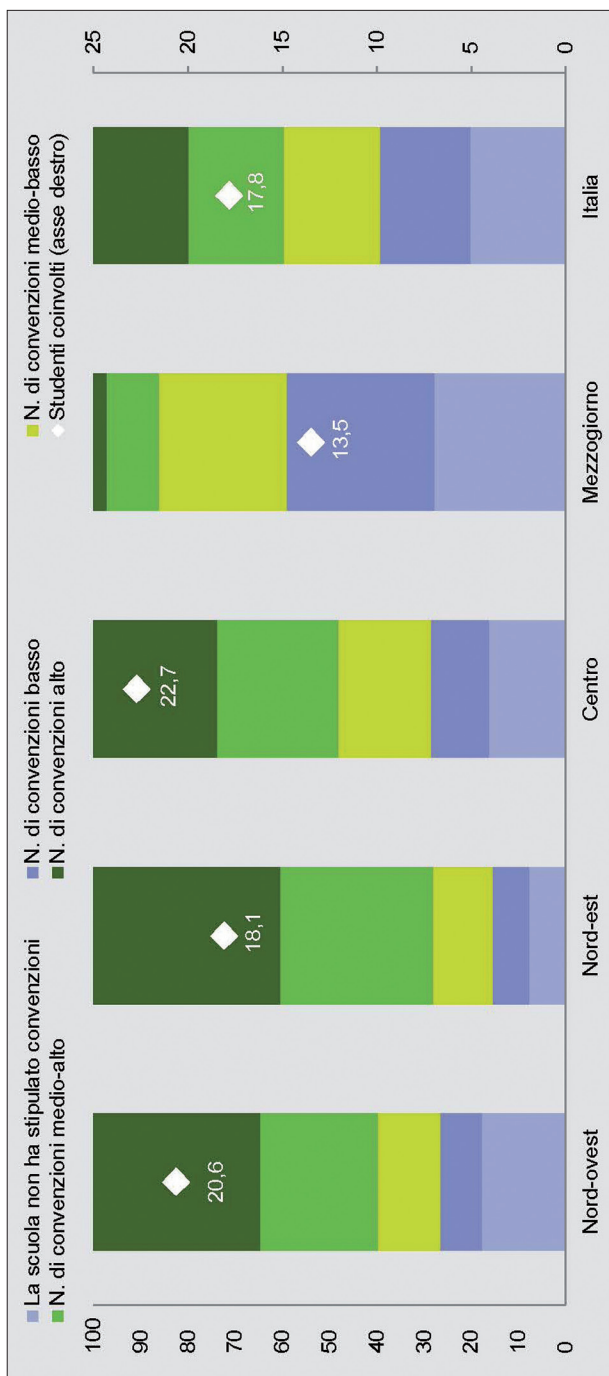 La scuola non ha stipulato convenzioni
N. di convenzioni basso
N. di convenzioni medio-basso
N. di convenzioni medio-alto
N. di convenzioni alto
Studenti coinvolti (asse destro)
100
90
80
70
60
50
40
30
20
10
0
25
20
15
10
5
0
20,6
18,1
22,7
13,5
17,8
Nord-ovest
Nord-est
Centro
Mezzogiorno
Italia